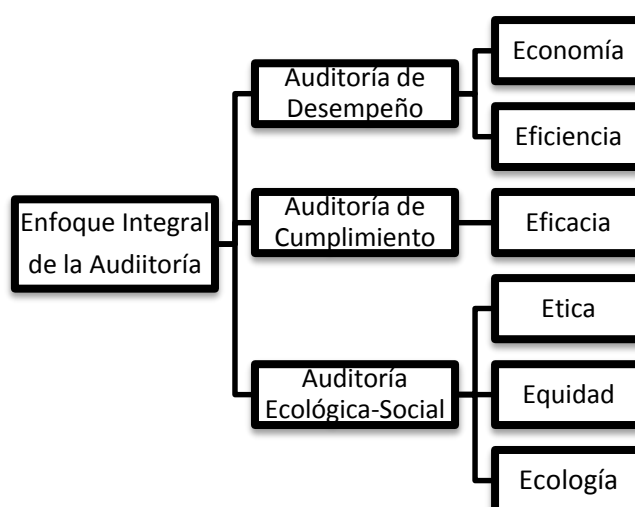 Enfoque Integral
de la Audiitoría
Auditoría de
Desempeño
Economía
Eficiencia
Auditoría de
Cumplimiento
Eficacia
Auditoría
Ecológica-Social
Etica
Equidad
Ecología